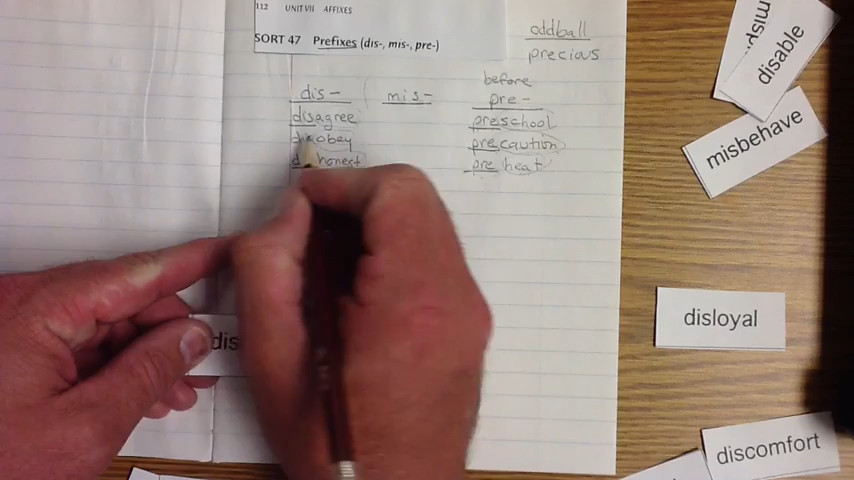 112 UNIT VII AFFIXES
SORT 47 Prefixes (dis-, mis-, pre-)
oddball
precious
before
dis- mis- pre-
disagree preschool
disobey precaution
honest preheat
disable
misbehave
disloyal
dis
discomfort